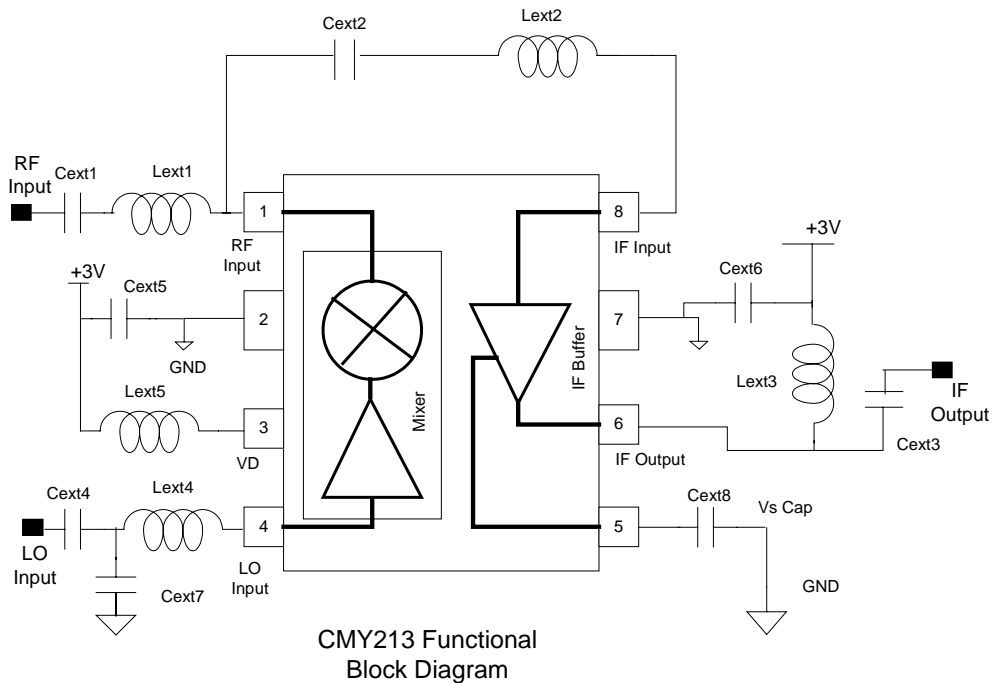 Cext2
Lext2
RF
Input
Cext1
Lext1
1
8
RF
Input
IF Input
+3V
+3V
Cext5
Cext6
2
7
GND
IF Buffer
Lext3
Lext5
Mixer
IF
Output
3
6
VD
IF Output
Cext3
Cext4
Lext4
Cext8
Vs Cap
4
5
LO
Input
LO
Input
Cext7
GND
CMY213 Functional
Block Diagram